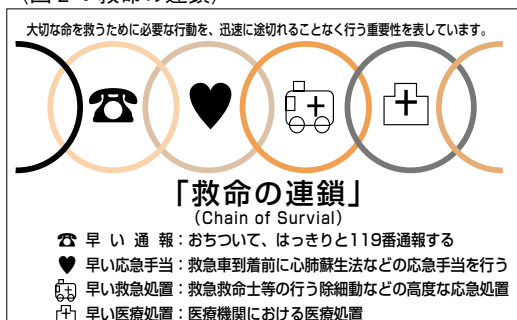 大切な命を救うために必要な行動を、迅速に途切れることなく行う重要性を表しています。
「救命の連鎖」
(Chain of Survial)
早い通報：おちついて、はっきりと119番通報する
早い応急手当：救急車到着前に心肺蘇生法などの応急手当を行う
早い救急処置：救急救命士等の行う除細動などの高度な応急処置
早い医療処置：医療機関における医療処置